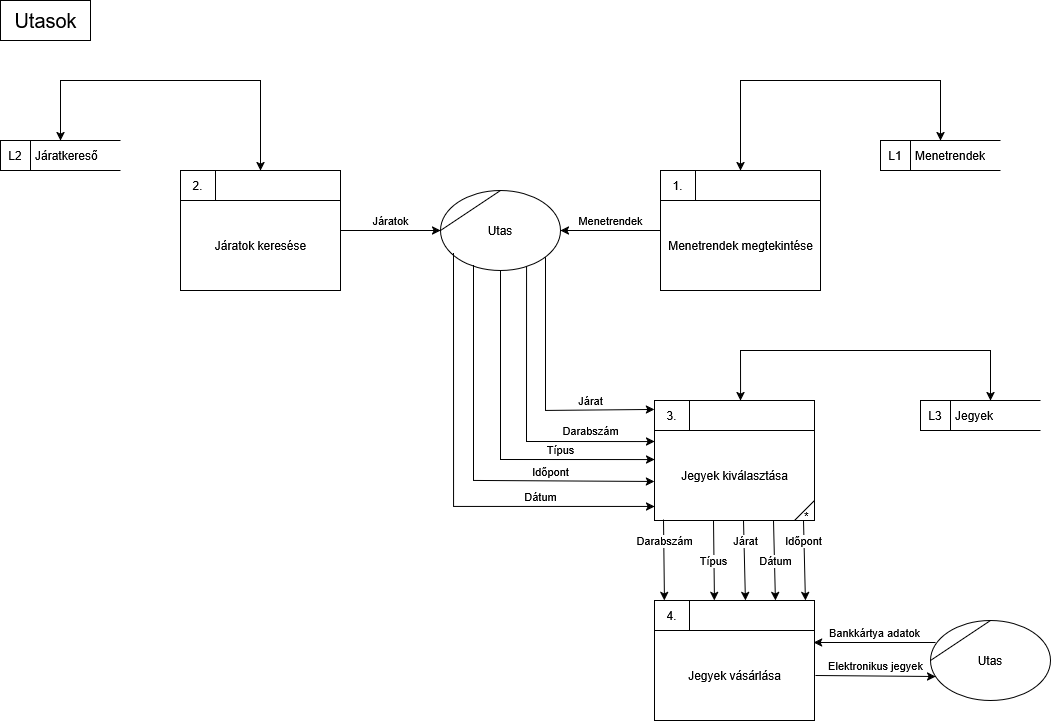 Utasok
L2 Járatkereső
L1 Menetrendek
2.
1.
Járatok keresése
Járatok
Utas
Menetrendek
Menetrendek megtekintése
Járat
3.
L3 Jegyek
Darabszám
Típus
Időpont
Jegyek kiválasztása
Dátum
*
Darabszám
Járat
Időpont
Típus
Dátum
4.
Bankkártya adatok
Utas
Elektronikus jegyek
Jegyek vásárlása